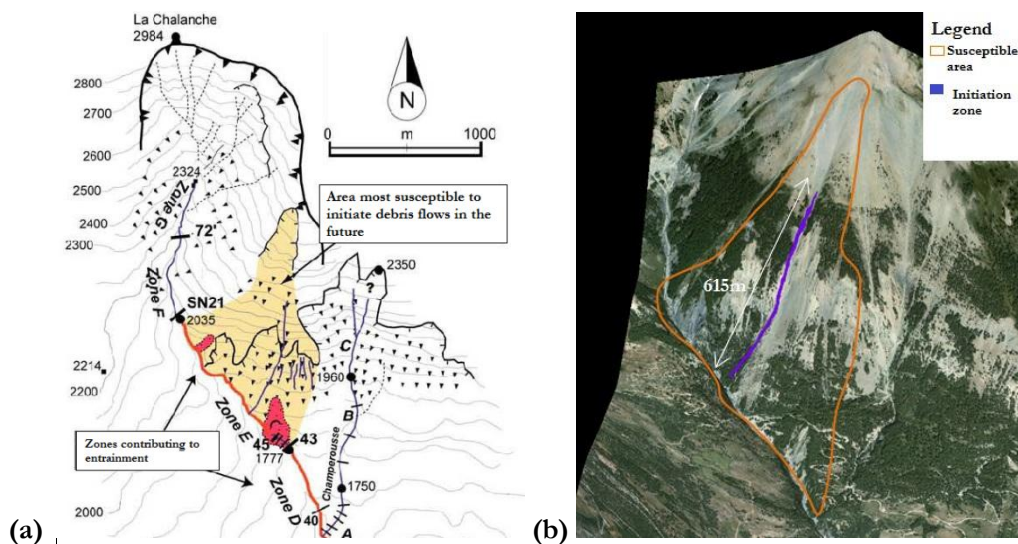 La Chalanche
2984
2800
2700
2600
2500
2400
2300
2324
Zone G
72'
Zone F
SN21
2035
2214
2200
2000
N
0 m 1000
Area most susceptible to
initiate debris flows in the
future
2350
?
C
1960
B
Zone E
45
43
1777
Champerousse
1750
Zone D
40
A
Zones contributing to
entrainment
(a)
Legend
Susceptible
area
Initiation
zone
615m
(b)